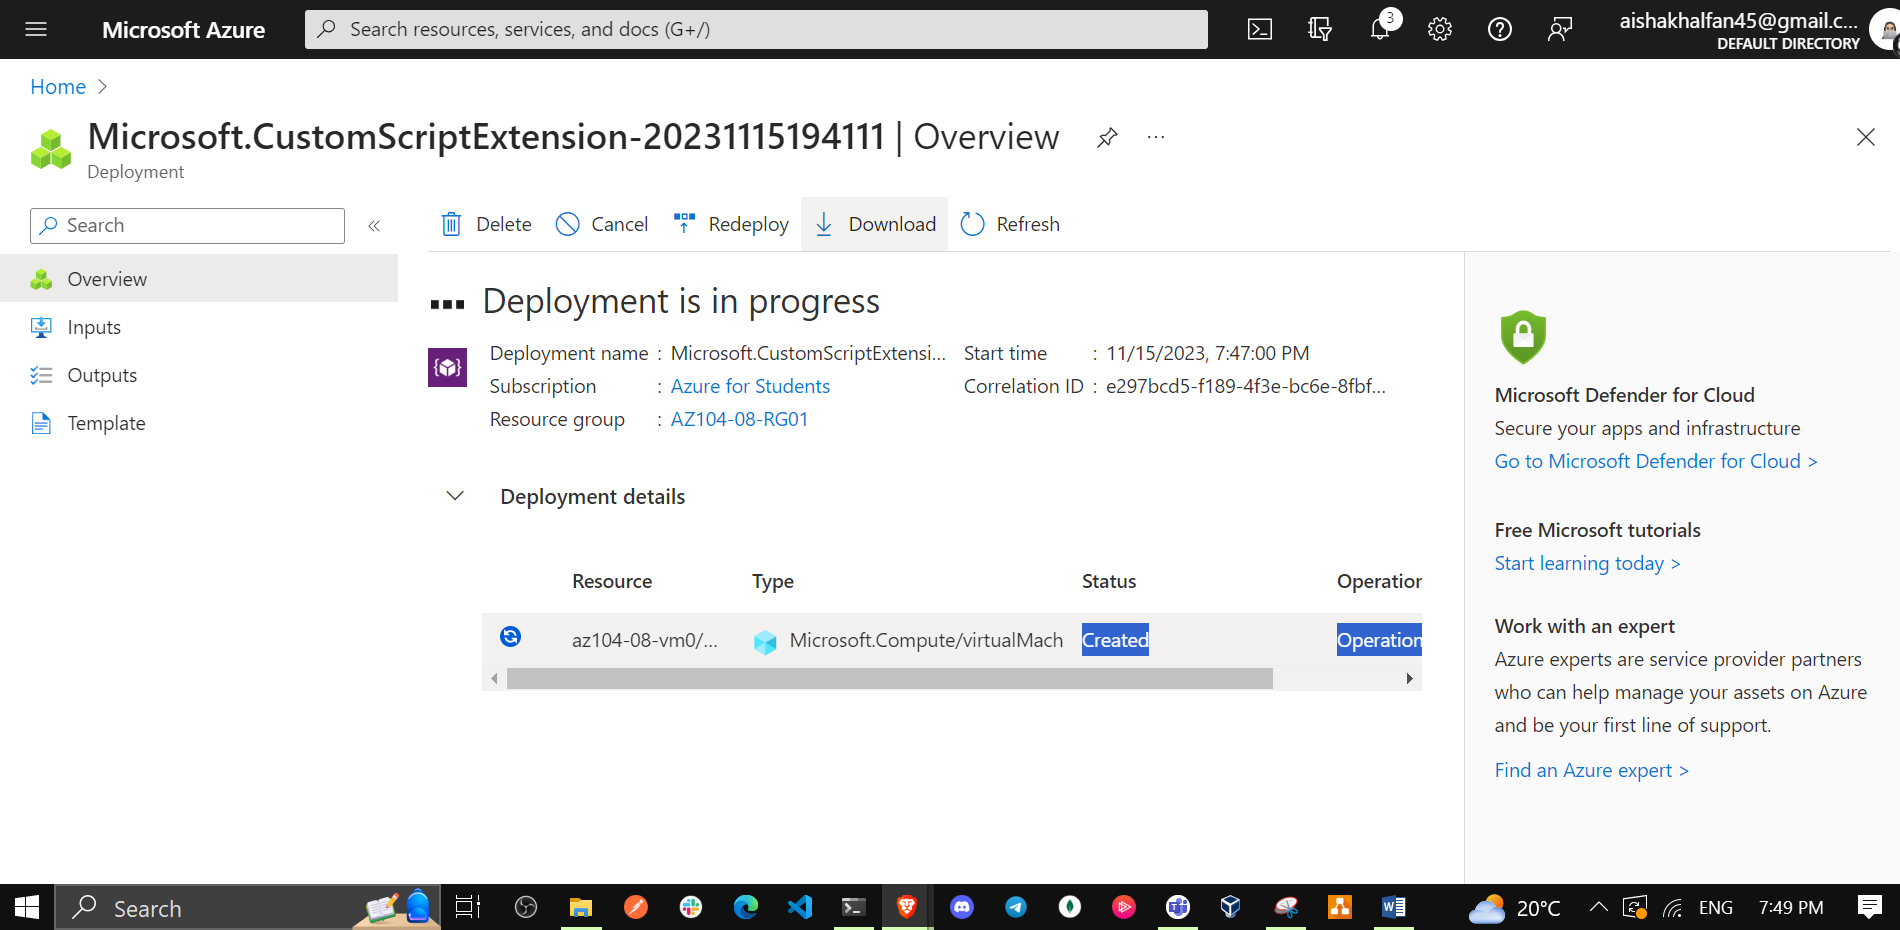 Microsoft Azure
Search resources, services, and docs (G+/)
3
aishakhalfan45@gmail.c...
DEFAULT DIRECTORY
Home
Microsoft.CustomScriptExtension-20231115194111 | Overview
Deployment
Search
Overview
Inputs
Outputs
Template
Delete
Cancel
Redeploy
Download
Refresh
Deployment is in progress
Deployment name : Microsoft.CustomScriptExtensi...
Subscription : Azure for Students
Resource group : AZ104-08-RG01
Start time : 11/15/2023, 7:47:00 PM
Correlation ID : e297bcd5-f189-4f3e-bc6e-8fbf...
Deployment details
Resource Type Status Operation
az104-08-vm0/... Microsoft.Compute/virtualMach Created Operation
Microsoft Defender for Cloud
Secure your apps and infrastructure
Go to Microsoft Defender for Cloud >
Free Microsoft tutorials
Start learning today >
Work with an expert
Azure experts are service provider partners
who can help manage your assets on Azure
and be your first line of support.
Find an Azure expert >
Search
20°C
ENG
7:49 PM